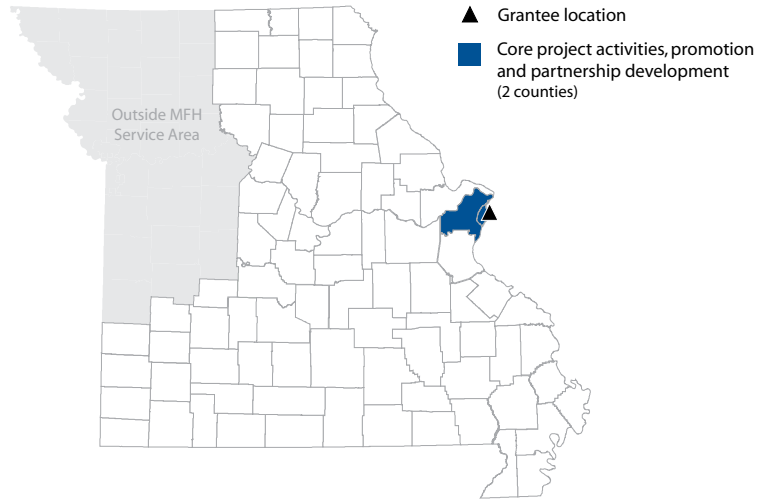 Grantee location
Core project activities, promotion
and partnership development
(2 counties)
Outside MFH
Service Area